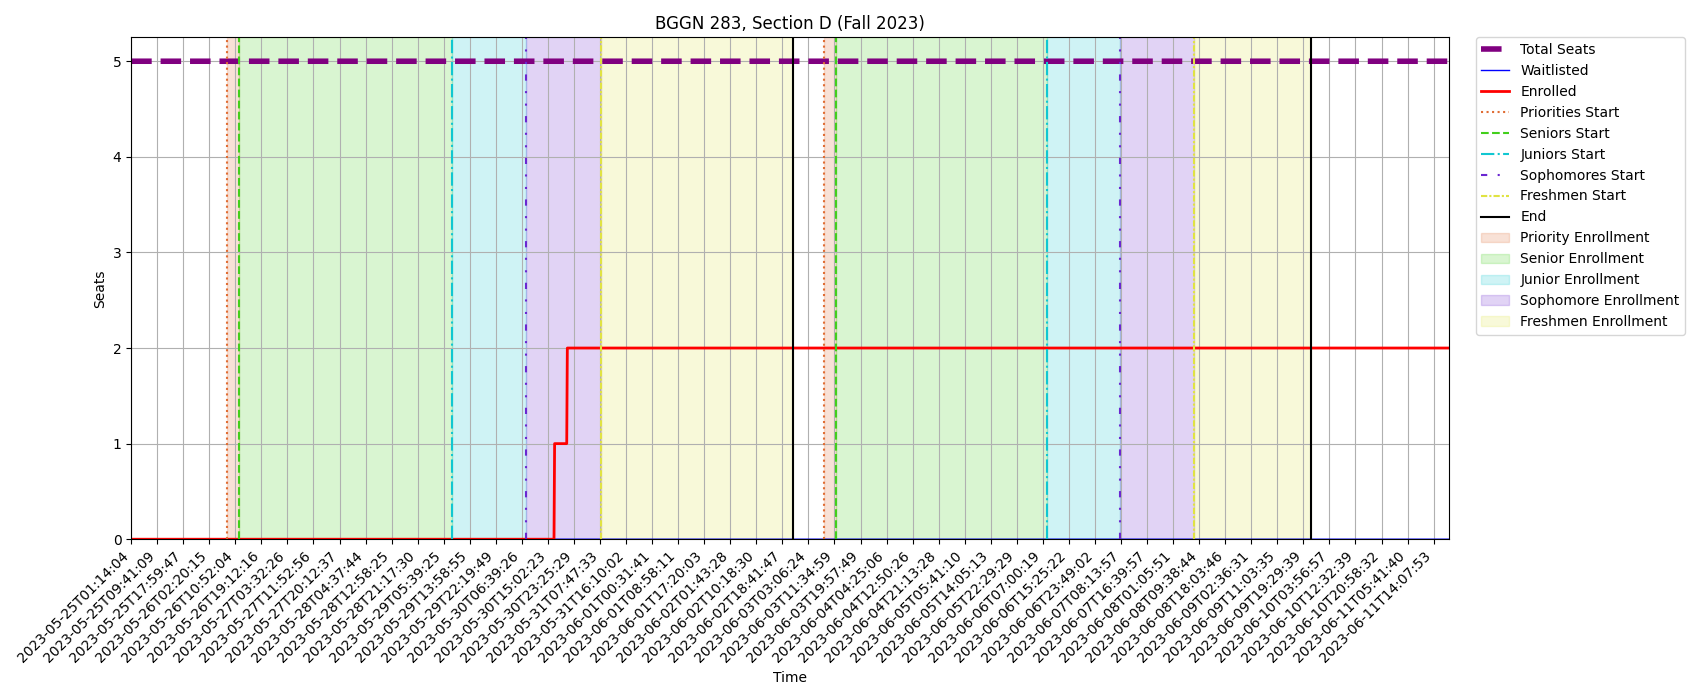 BGGN 283, Section D (Fall 2023)
Seats
5
4
3
2
1
0
2023-05-25T01:14:04
2023-05-25T09:41:09
2023-05-25T17:59:47
2023-05-26T02:20:15
2023-05-26T10:52:04
2023-05-26T19:12:16
2023-05-27T03:32:26
2023-05-27T11:52:56
2023-05-27T20:12:37
2023-05-28T04:37:44
2023-05-28T12:58:25
2023-05-28T21:17:30
2023-05-29T05:39:25
2023-05-29T13:58:55
2023-05-29T22:19:49
2023-05-30T06:39:26
2023-05-30T15:02:23
2023-05-30T23:25:29
2023-05-31T07:47:33
2023-05-31T16:10:02
2023-06-01T00:31:41
2023-06-01T08:58:11
2023-06-01T17:20:03
2023-06-02T01:43:28
2023-06-02T10:18:30
2023-06-02T18:41:47
2023-06-03T03:06:24
2023-06-03T11:34:59
2023-06-03T19:57:49
2023-06-04T04:25:06
2023-06-04T12:50:26
2023-06-04T21:13:28
2023-06-05T05:41:10
2023-06-05T14:05:13
2023-06-05T22:29:29
2023-06-06T07:00:19
2023-06-06T15:25:22
2023-06-06T23:49:02
2023-06-07T08:13:57
2023-06-07T16:39:57
2023-06-08T01:05:51
2023-06-08T09:38:44
2023-06-08T18:03:46
2023-06-09T02:36:31
2023-06-09T11:03:35
2023-06-09T19:29:39
2023-06-10T03:56:57
2023-06-10T12:32:39
2023-06-10T20:58:32
2023-06-11T05:41:40
2023-06-11T14:07:53
Time
Total Seats
Waitlisted
Enrolled
Priorities Start
Seniors Start
Juniors Start
Sophomores Start
Freshmen Start
End
Priority Enrollment
Senior Enrollment
Junior Enrollment
Sophomore Enrollment
Freshmen Enrollment